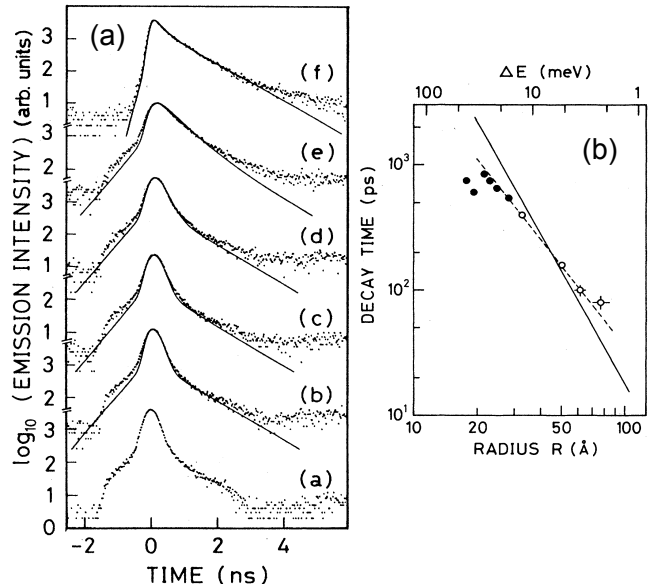 (a)
log₁₀ (EMISSION INTENSITY) (arb. units)
3
2
1
3
2
3
2
1
3
2
1
3
2
3
2
1
0
(f)
(e)
(d)
(c)
(b)
(a)
-2 0 2 4
TIME (ns)
(b)
ΔE (meV)
100 10 1
DECAY TIME (ps)
10³
10²
10¹
10 20 50 100
RADIUS R (Å)